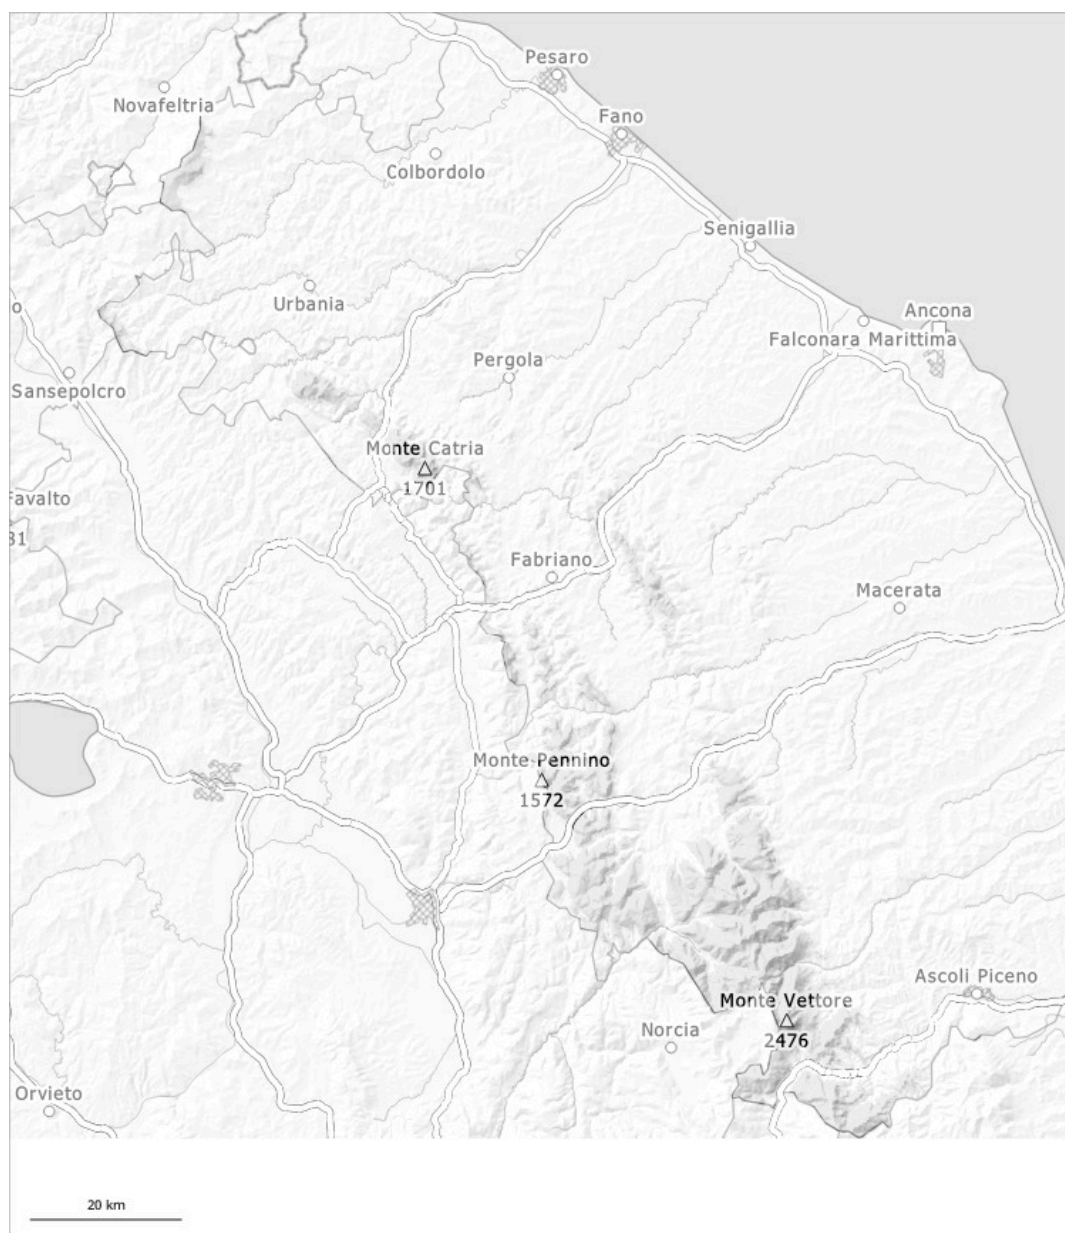 Pesaro
Novafeltria
Fano
Colbordolo
Senigallia
Urbania
o
Ancona
Falconara Marittima
Pergola
Sansepolcro
Monte Catria
1701
Favalto
31
Fabriano
Macerata
Monte Pennino
1572
Ascoli Piceno
Monte Vettore
Norcia
2476
Orvieto
20 km